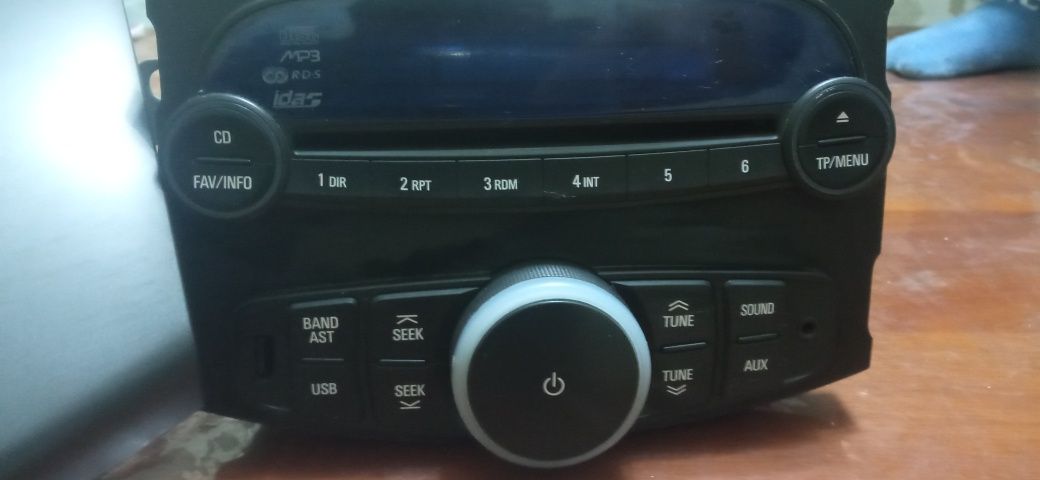 MP3
RDS
idas
CD
FAV/INFO
1 DIR
2 RPT
3 RDM
4 INT
5
6
TP/MENU
BAND
AST
SEEK
TUNE
SOUND
USB
SEEK
TUNE
AUX